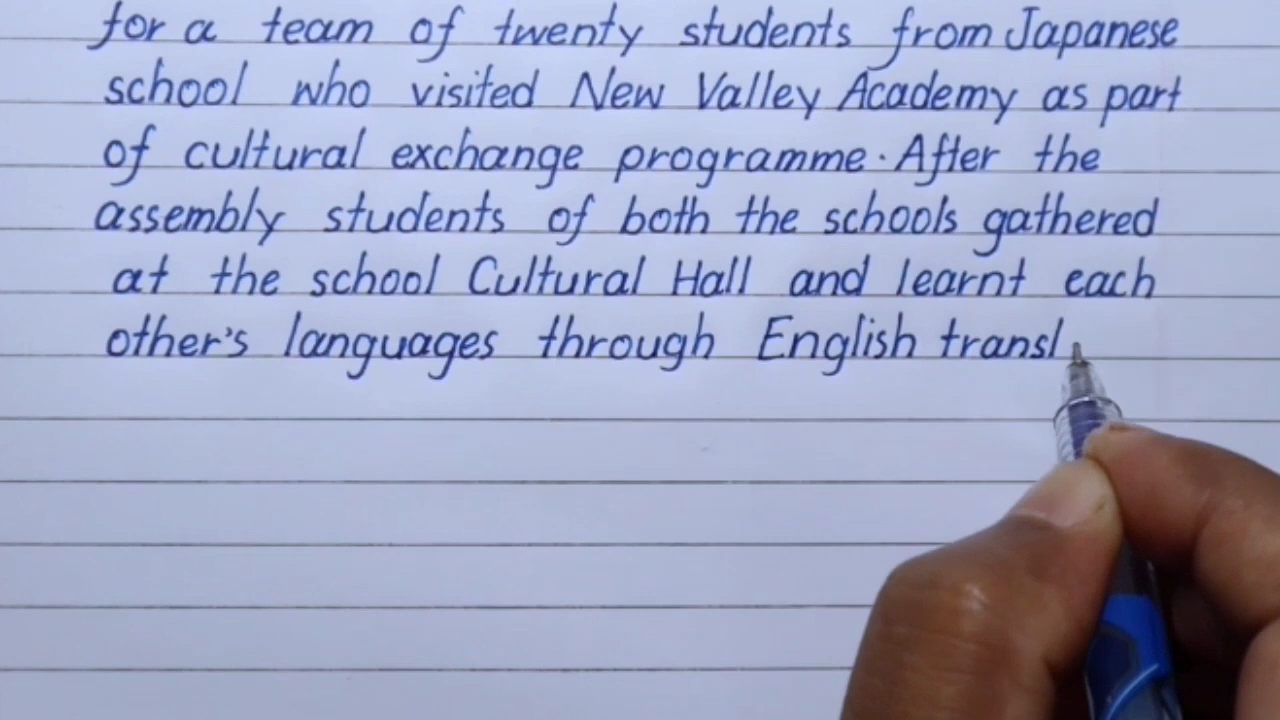 for a team of twenty students from Japanese
school who visited New Valley Academy as part
of cultural exchange programme. After the
assembly students of both the schools gathered
at the school Cultural Hall and learnt each
other's languages through English transl